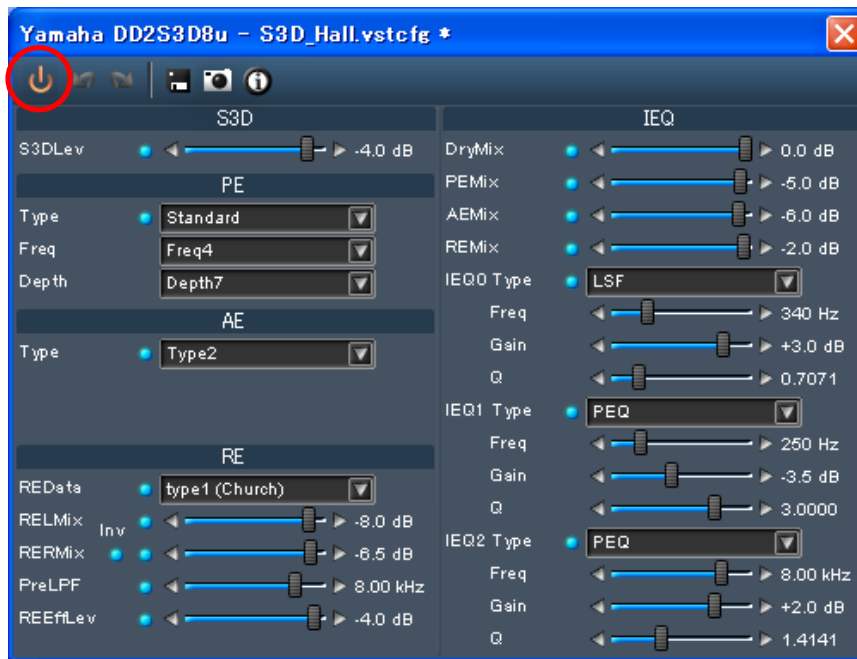 Yamaha DD2S3D8u - S3D_Hall.vstcfg *
S3D
S3DLev -4.0 dB
PE
Type Standard
Freq Freq4
Depth Depth7
AE
Type Type2
RE
REData type1 (Church)
RELMix -8.0 dB
Inv
RERMix -6.5 dB
PreLPF 8.00 kHz
REEffLev -4.0 dB
IEQ
DryMix 0.0 dB
PEMix -5.0 dB
AEMix -6.0 dB
REMix -2.0 dB
IEQ0 Type LSF
Freq 340 Hz
Gain +3.0 dB
Q 0.7071
IEQ1 Type PEQ
Freq 250 Hz
Gain -3.5 dB
Q 3.0000
IEQ2 Type PEQ
Freq 8.00 kHz
Gain +2.0 dB
Q 1.4141